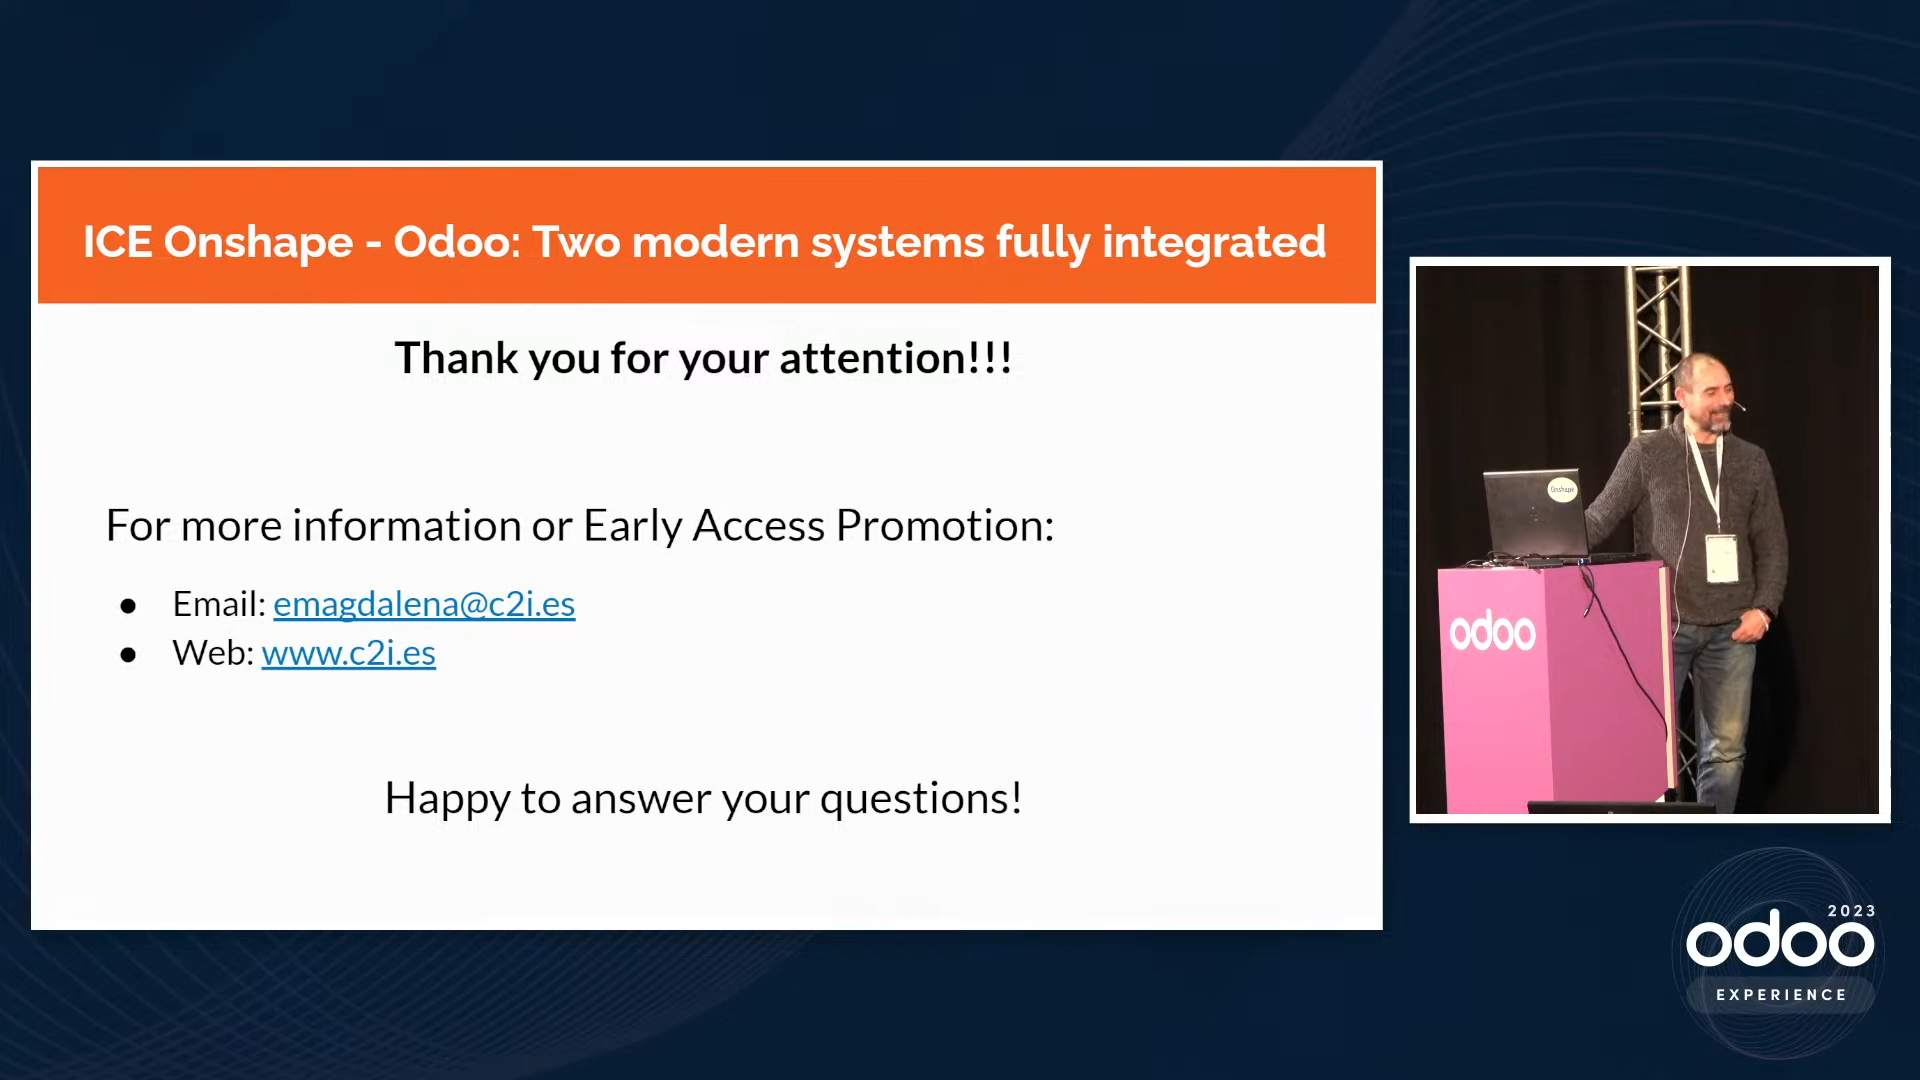 ICE Onshape - Odoo: Two modern systems fully integrated
Thank you for your attention!!!
For more information or Early Access Promotion:
● Email: emagdalena@c2i.es
● Web: www.c2i.es
Happy to answer your questions!
Onshape
odoo
2023
odoo
EXPERIENCE